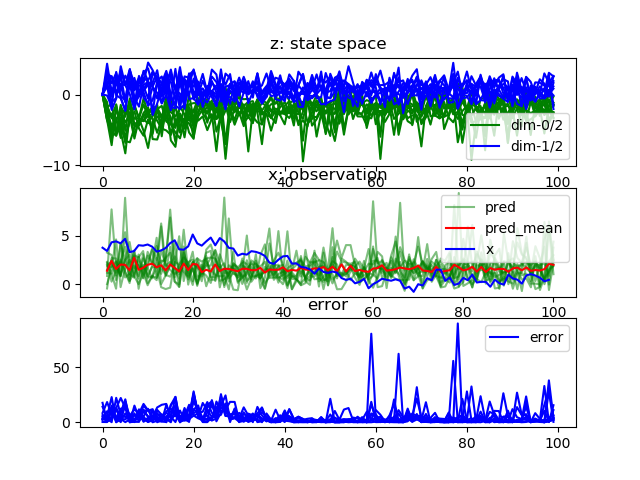 z: state space
0
−10
dim-0/2
dim-1/2
0 20 40 60 80 100
x: observation
5
0
pred
pred_mean
x
0 20 40 60 80 100
error
50
0
error
0 20 40 60 80 100